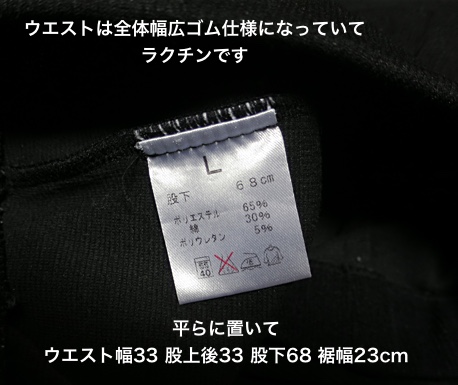 ウエストは全体幅広ゴム仕様になっていて
ラクチンです
L
股下 68cm
ポリエステル 65%
綿 30%
ポリウレタン 5%
40
平らに置いて
ウエスト幅33 股上後33 股下68 裾幅23cm